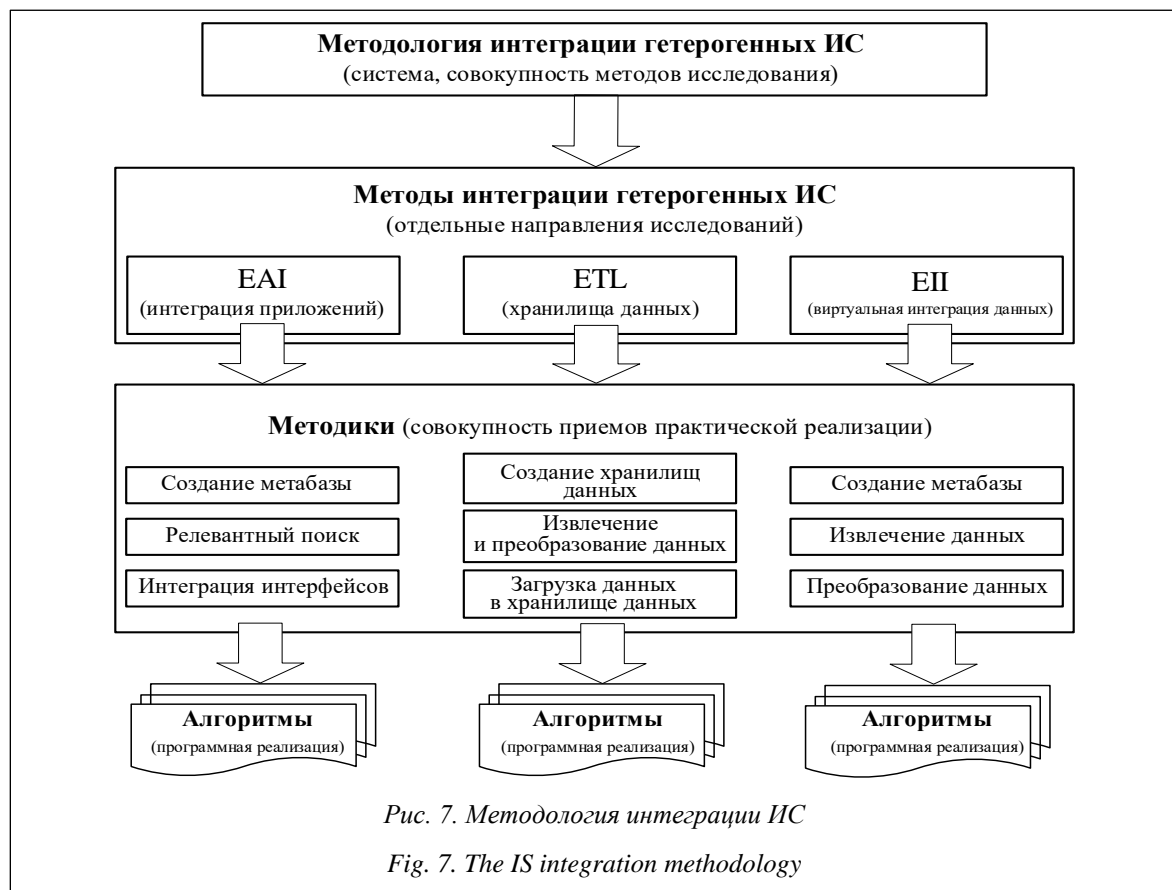 Методология интеграции гетерогенных ИС
(система, совокупность методов исследования)
Методы интеграции гетерогенных ИС
(отдельные направления исследований)
EAI
(интеграция приложений)
ETL
(хранилища данных)
EII
(виртуальная интеграция данных)
Методики (совокупность приемов практической реализации)
Создание метабазы
Релевантный поиск
Интеграция интерфейсов
Создание хранилищ
данных
Извлечение
и преобразование данных
Загрузка данных
в хранилище данных
Создание метабазы
Извлечение данных
Преобразование данных
Алгоритмы
(программная реализация)
Алгоритмы
(программная реализация)
Алгоритмы
(программная реализация)
Рис. 7. Методология интеграции ИС
Fig. 7. The IS integration methodology